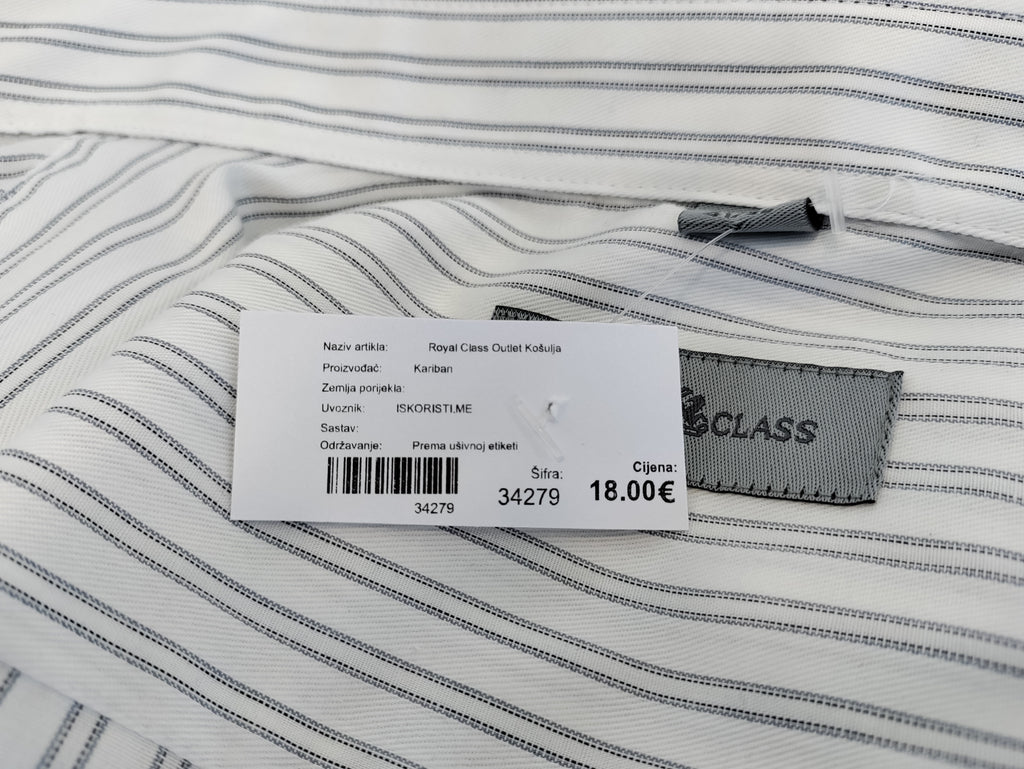 Naziv artikla: Royal Class Outlet Košulja
Proizvođač: Kariban
Zemlja porijekla:
Uvoznik: ISKORISTI.ME
Sastav:
Održavanje: Prema ušivnoj etiketi
34279
Šifra:
34279
Cijena:
18.00€
CLASS